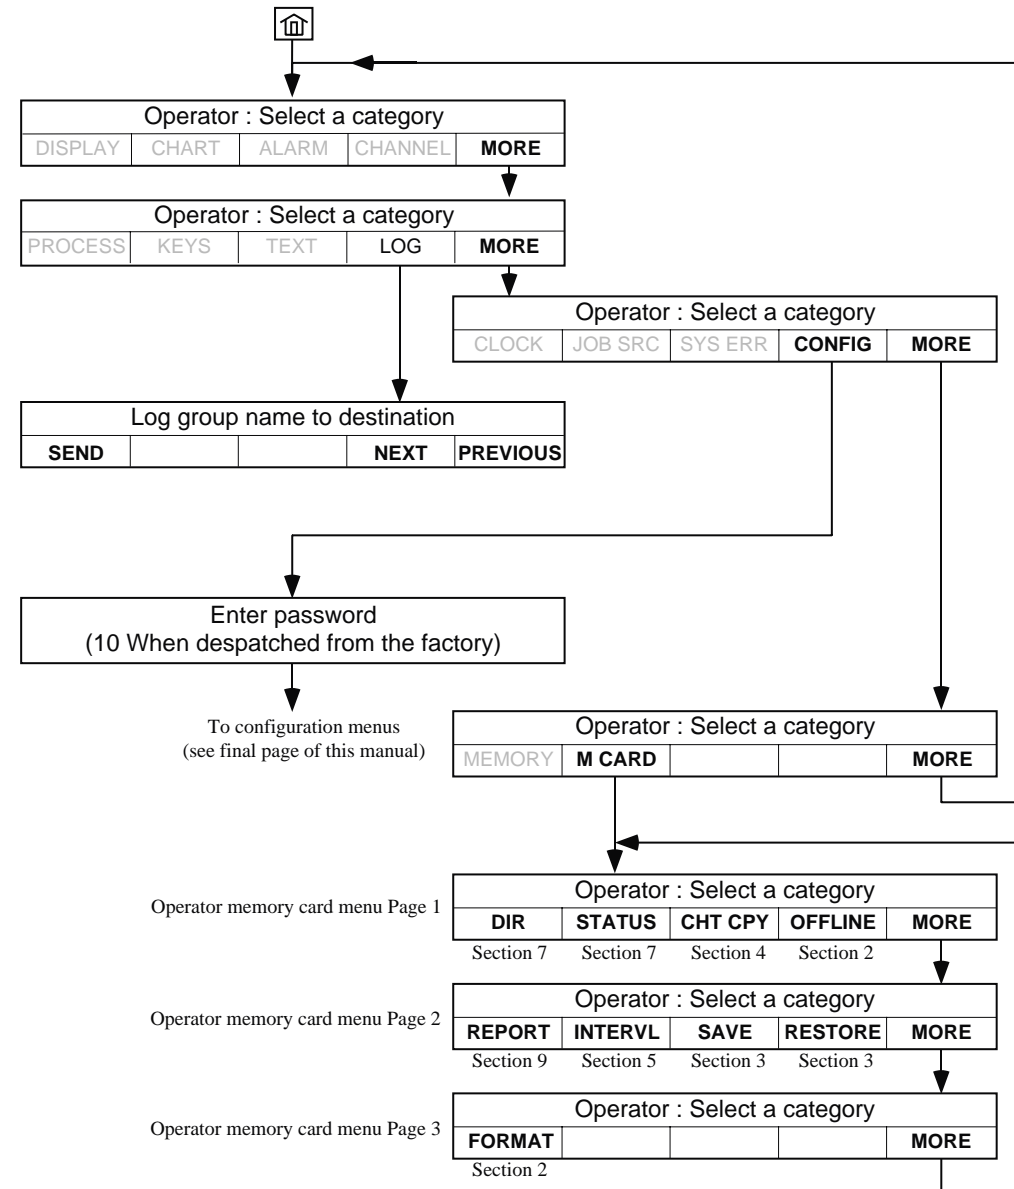 Operator : Select a category
DISPLAY CHART ALARM CHANNEL MORE
Operator : Select a category
PROCESS KEYS TEXT LOG MORE
Operator : Select a category
CLOCK JOB SRC SYS ERR CONFIG MORE
Log group name to destination
SEND NEXT PREVIOUS
Enter password
(10 When despatched from the factory)
To configuration menus
(see final page of this manual)
Operator : Select a category
MEMORY M CARD MORE
Operator memory card menu Page 1
Operator : Select a category
DIR STATUS CHT CPY OFFLINE MORE
Section 7 Section 7 Section 4 Section 2
Operator memory card menu Page 2
Operator : Select a category
REPORT INTERVL SAVE RESTORE MORE
Section 9 Section 5 Section 3 Section 3
Operator memory card menu Page 3
Operator : Select a category
FORMAT MORE
Section 2